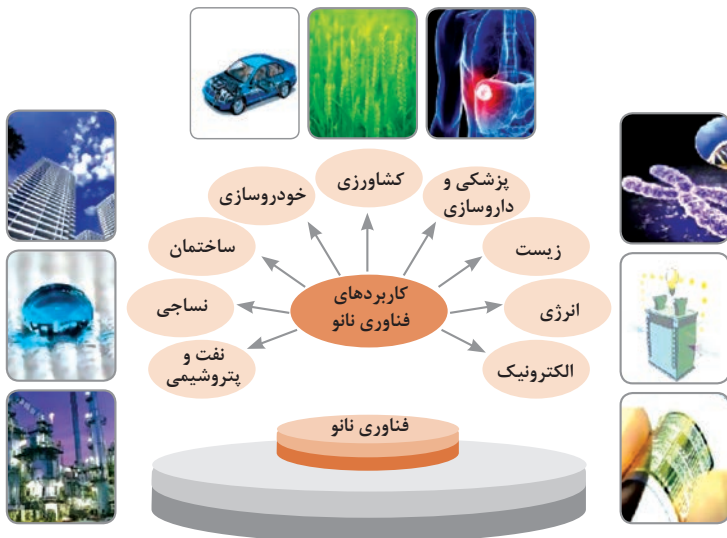 کشاورزی
پزشکی و
داروسازی
خودروسازی
زیست
ساختمان
انرژی
نساجی
الکترونیک
نفت و
پتروشیمی
کاربردهای
فناوری نانو
فناوری نانو